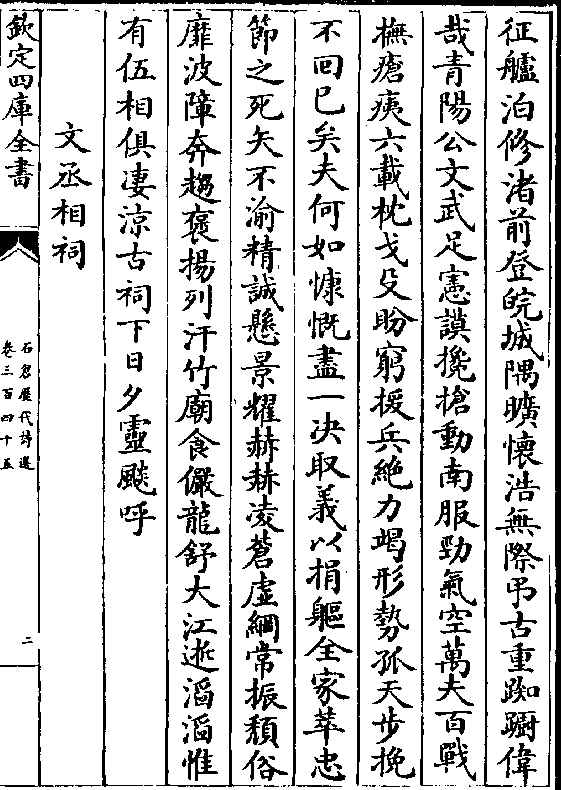 征艫泊修渚前登皖城隅曠懷浩無際弔古重踟蹰偉
哉青陽公文武足憲謨攙搶動南服勁氣空萬夫百戰
撫瘡痍六載枕戈殳盼窮援兵絶力竭形勢孤天步挽
不回已矣夫何如慷慨盡一决取義以捐軀全家萃忠
節之死矢不渝精誠懸景耀赫赫凌蒼虛綱常振頽俗
靡波障奔趨褒揚列汗竹廟食儼龍舒大江逝滔滔惟
有伍相俱凄凉古祠下日夕靈颷呼
文丞相祠
欽定四庫全書
石倉歷代詩選
卷三百四十五
二